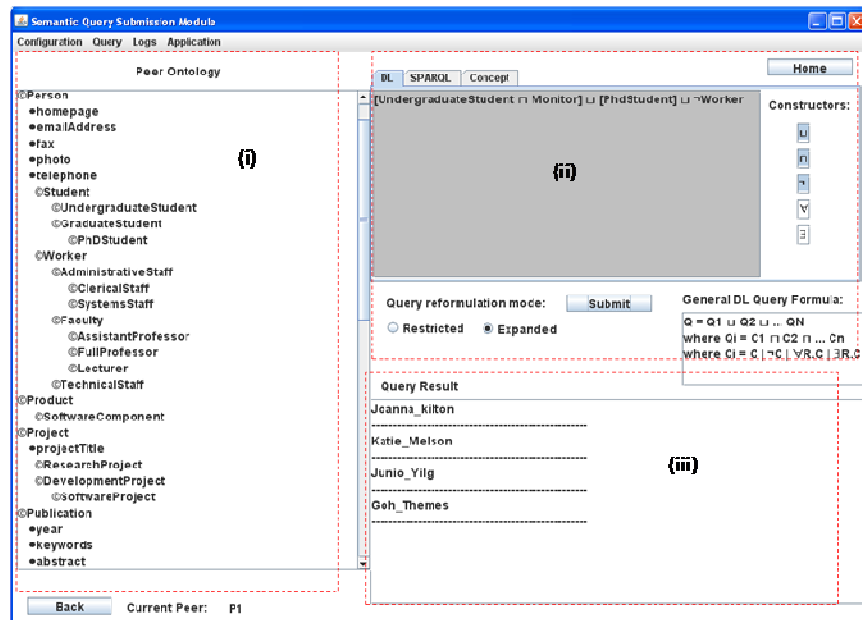 Semantic Query Submission Module
Configuration Query Logs Application
Peer Ontology
©Person
●homepage
●emailAddress
●fax
●photo
●telephone
©Student
©UndergraduateStudent
©GraduateStudent
©PhDStudent
©Worker
©AdministrativeStaff
©ClericalStaff
©SystemsStaff
©Faculty
©AssistantProfessor
©FullProfessor
©Lecturer
©TechnicalStaff
©Product
©SoftwareComponent
©Project
●projectTitle
©ResearchProject
©DevelopmentProject
©SoftwareProject
©Publication
●year
●keywords
●abstract
(i)
Back Current Peer: P1
Home
DL SPARQL Concept
[UndergraduateStudent ⊓ Monitor] ⊔ [PhdStudent] ⊔ ¬Worker
(ii)
Constructors:
⊔
⊓
¬
∀
∃
Query reformulation mode: Submit
Restricted Expanded
General DL Query Formula:
Q = Q1 ⊔ Q2 ⊔ ... QN
where Qi = C1 ⊓ C2 ⊓ ... Cn
where Ci = C | ¬C | ∀R.C | ∃R.C
Query Result
Joanna_kilton
Katie_Melson
Junio_Yilg
Goh_Themes
(iii)